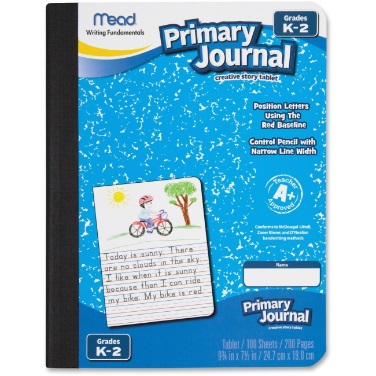 Mead
Writing Fundamentals
Grades
K-2
Primary
Journal
creative story tablet
Position Letters
Using The
Red Baseline
Control Pencil with
Narrow Line Width
Teacher
A+
Approved
Conforms to McDougal Littell,
Zaner Bloser, and D'Nealian
handwriting methods
Today is sunny. There
are no clouds in the sky.
I like when it is sunny
because than I can ride
my bike. My bike is red.
Name
Primary
Journal
creative story tablet
Grades
K-2
Tablet / 100 Sheets / 200 Pages
9¾ in x 7½ in / 24.7 cm x 19.0 cm